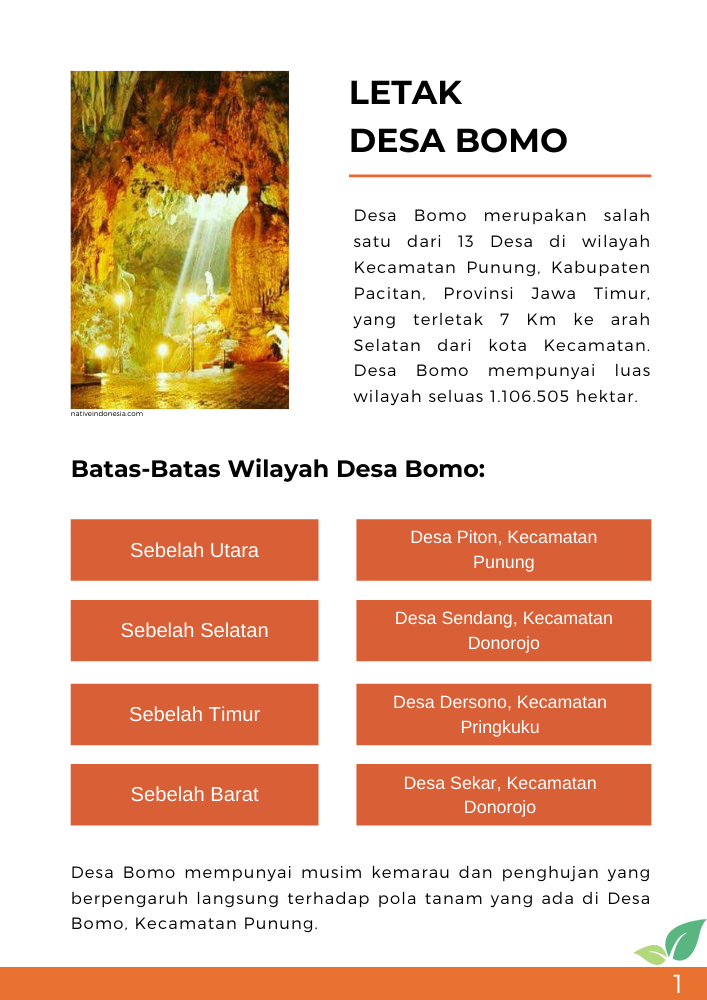 LETAK
DESA BOMO
Desa Bomo merupakan salah
satu dari 13 Desa di wilayah
Kecamatan Punung, Kabupaten
Pacitan, Provinsi Jawa Timur,
yang terletak 7 Km ke arah
Selatan dari kota Kecamatan.
Desa Bomo mempunyai luas
wilayah seluas 1.106.505 hektar.
nativeindonesia.com
Batas-Batas Wilayah Desa Bomo:
Sebelah Utara
Desa Piton, Kecamatan
Punung
Sebelah Selatan
Desa Sendang, Kecamatan
Donorojo
Sebelah Timur
Desa Dersono, Kecamatan
Pringkuku
Sebelah Barat
Desa Sekar, Kecamatan
Donorojo
Desa Bomo mempunyai musim kemarau dan penghujan yang
berpengaruh langsung terhadap pola tanam yang ada di Desa
Bomo, Kecamatan Punung.
1